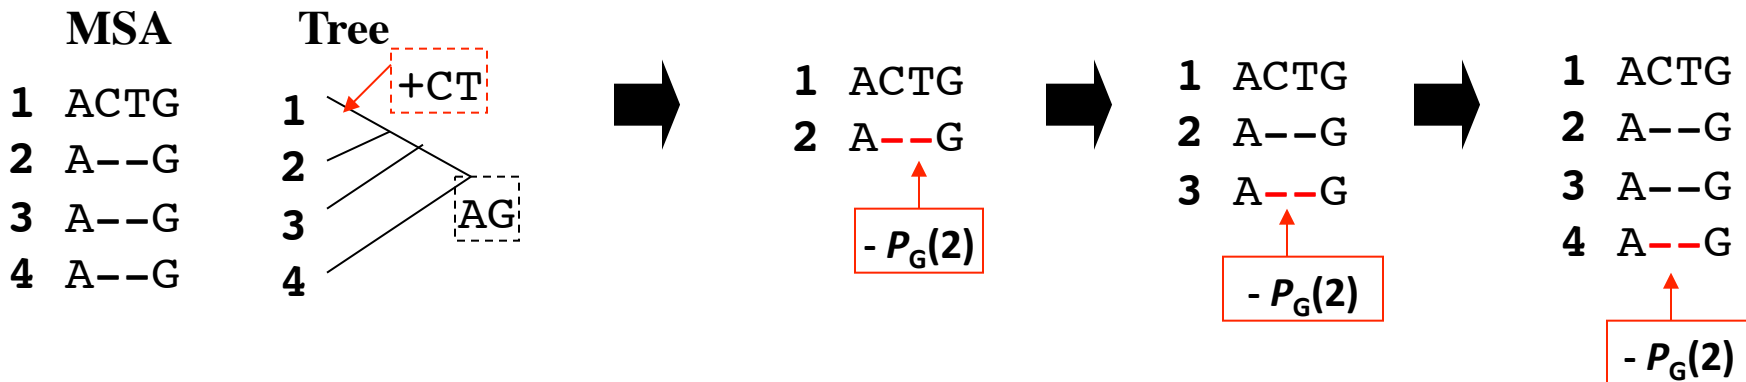 MSA
1 ACTG
2 A--G
3 A--G
4 A--G
Tree
+CT
1
2
3
4
AG
1 ACTG
2 A--G
- PG(2)
1 ACTG
2 A--G
3 A--G
- PG(2)
1 ACTG
2 A--G
3 A--G
4 A--G
- PG(2)